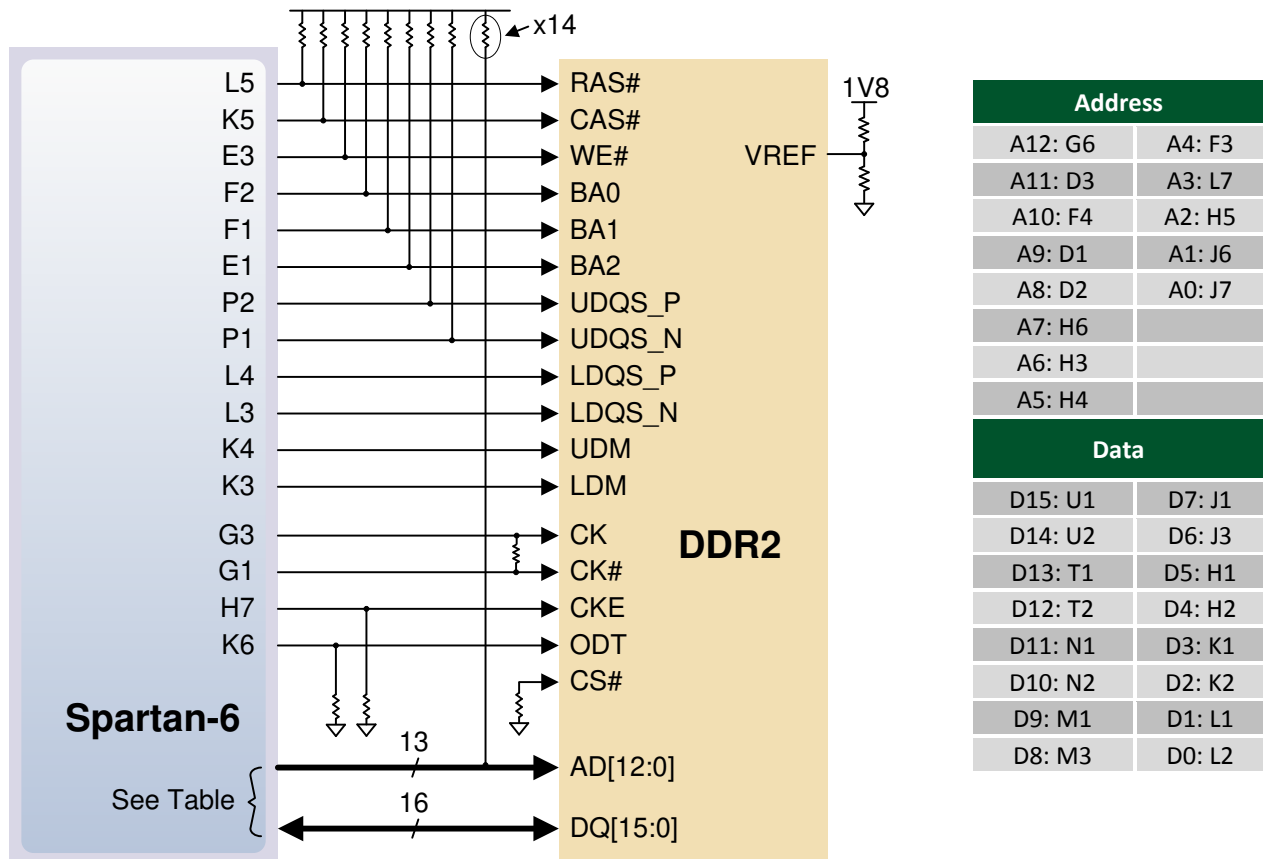 x14
L5 RAS#
K5 CAS#
E3 WE#
F2 BA0
F1 BA1
E1 BA2
P2 UDQS_P
P1 UDQS_N
L4 LDQS_P
L3 LDQS_N
K4 UDM
K3 LDM
G3 CK
G1 CK#
H7 CKE
K6 ODT
CS#
Spartan-6
DDR2
1V8
VREF
13
AD[12:0]
See Table
16
DQ[15:0]
Address
A12: G6 A4: F3
A11: D3 A3: L7
A10: F4 A2: H5
A9: D1 A1: J6
A8: D2 A0: J7
A7: H6
A6: H3
A5: H4
Data
D15: U1 D7: J1
D14: U2 D6: J3
D13: T1 D5: H1
D12: T2 D4: H2
D11: N1 D3: K1
D10: N2 D2: K2
D9: M1 D1: L1
D8: M3 D0: L2